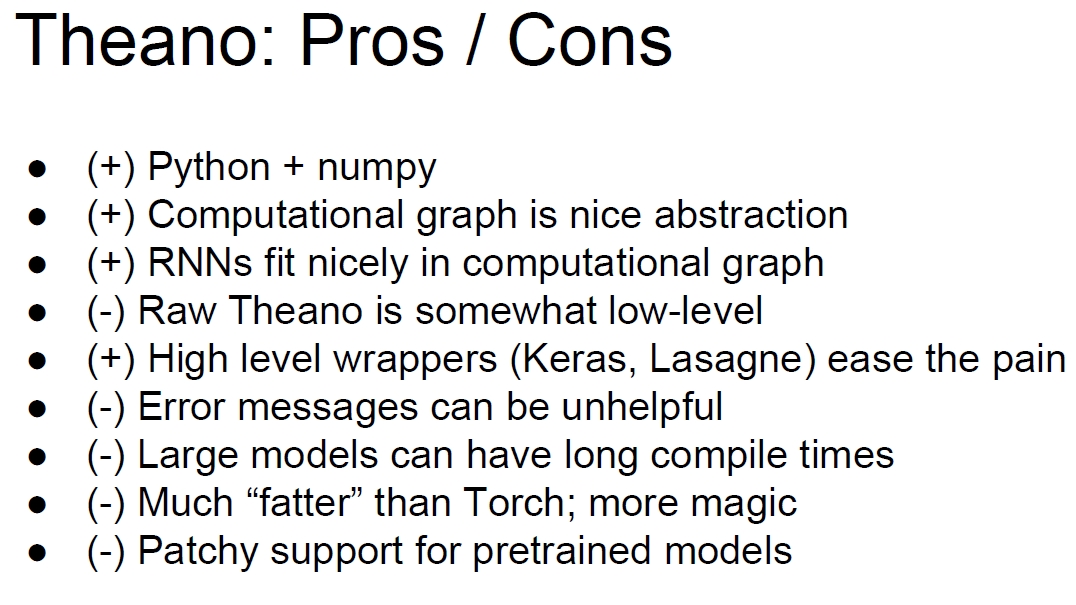 Theano: Pros / Cons
● (+) Python + numpy
● (+) Computational graph is nice abstraction
● (+) RNNs fit nicely in computational graph
● (-) Raw Theano is somewhat low-level
● (+) High level wrappers (Keras, Lasagne) ease the pain
● (-) Error messages can be unhelpful
● (-) Large models can have long compile times
● (-) Much “fatter” than Torch; more magic
● (-) Patchy support for pretrained models